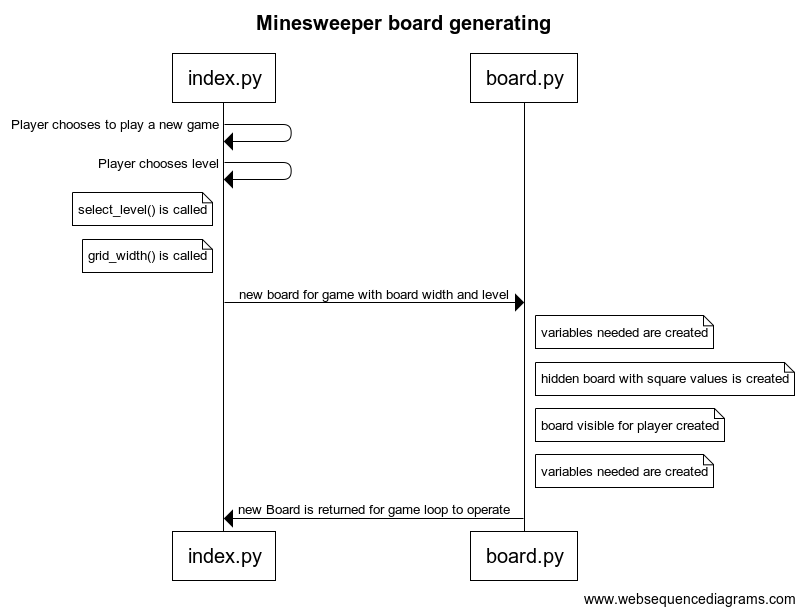 Minesweeper board generating
index.py
board.py
Player chooses to play a new game
Player chooses level
select_level() is called
grid_width() is called
new board for game with board width and level
variables needed are created
hidden board with square values is created
board visible for player created
variables needed are created
new Board is returned for game loop to operate
index.py
board.py
www.websequencediagrams.com